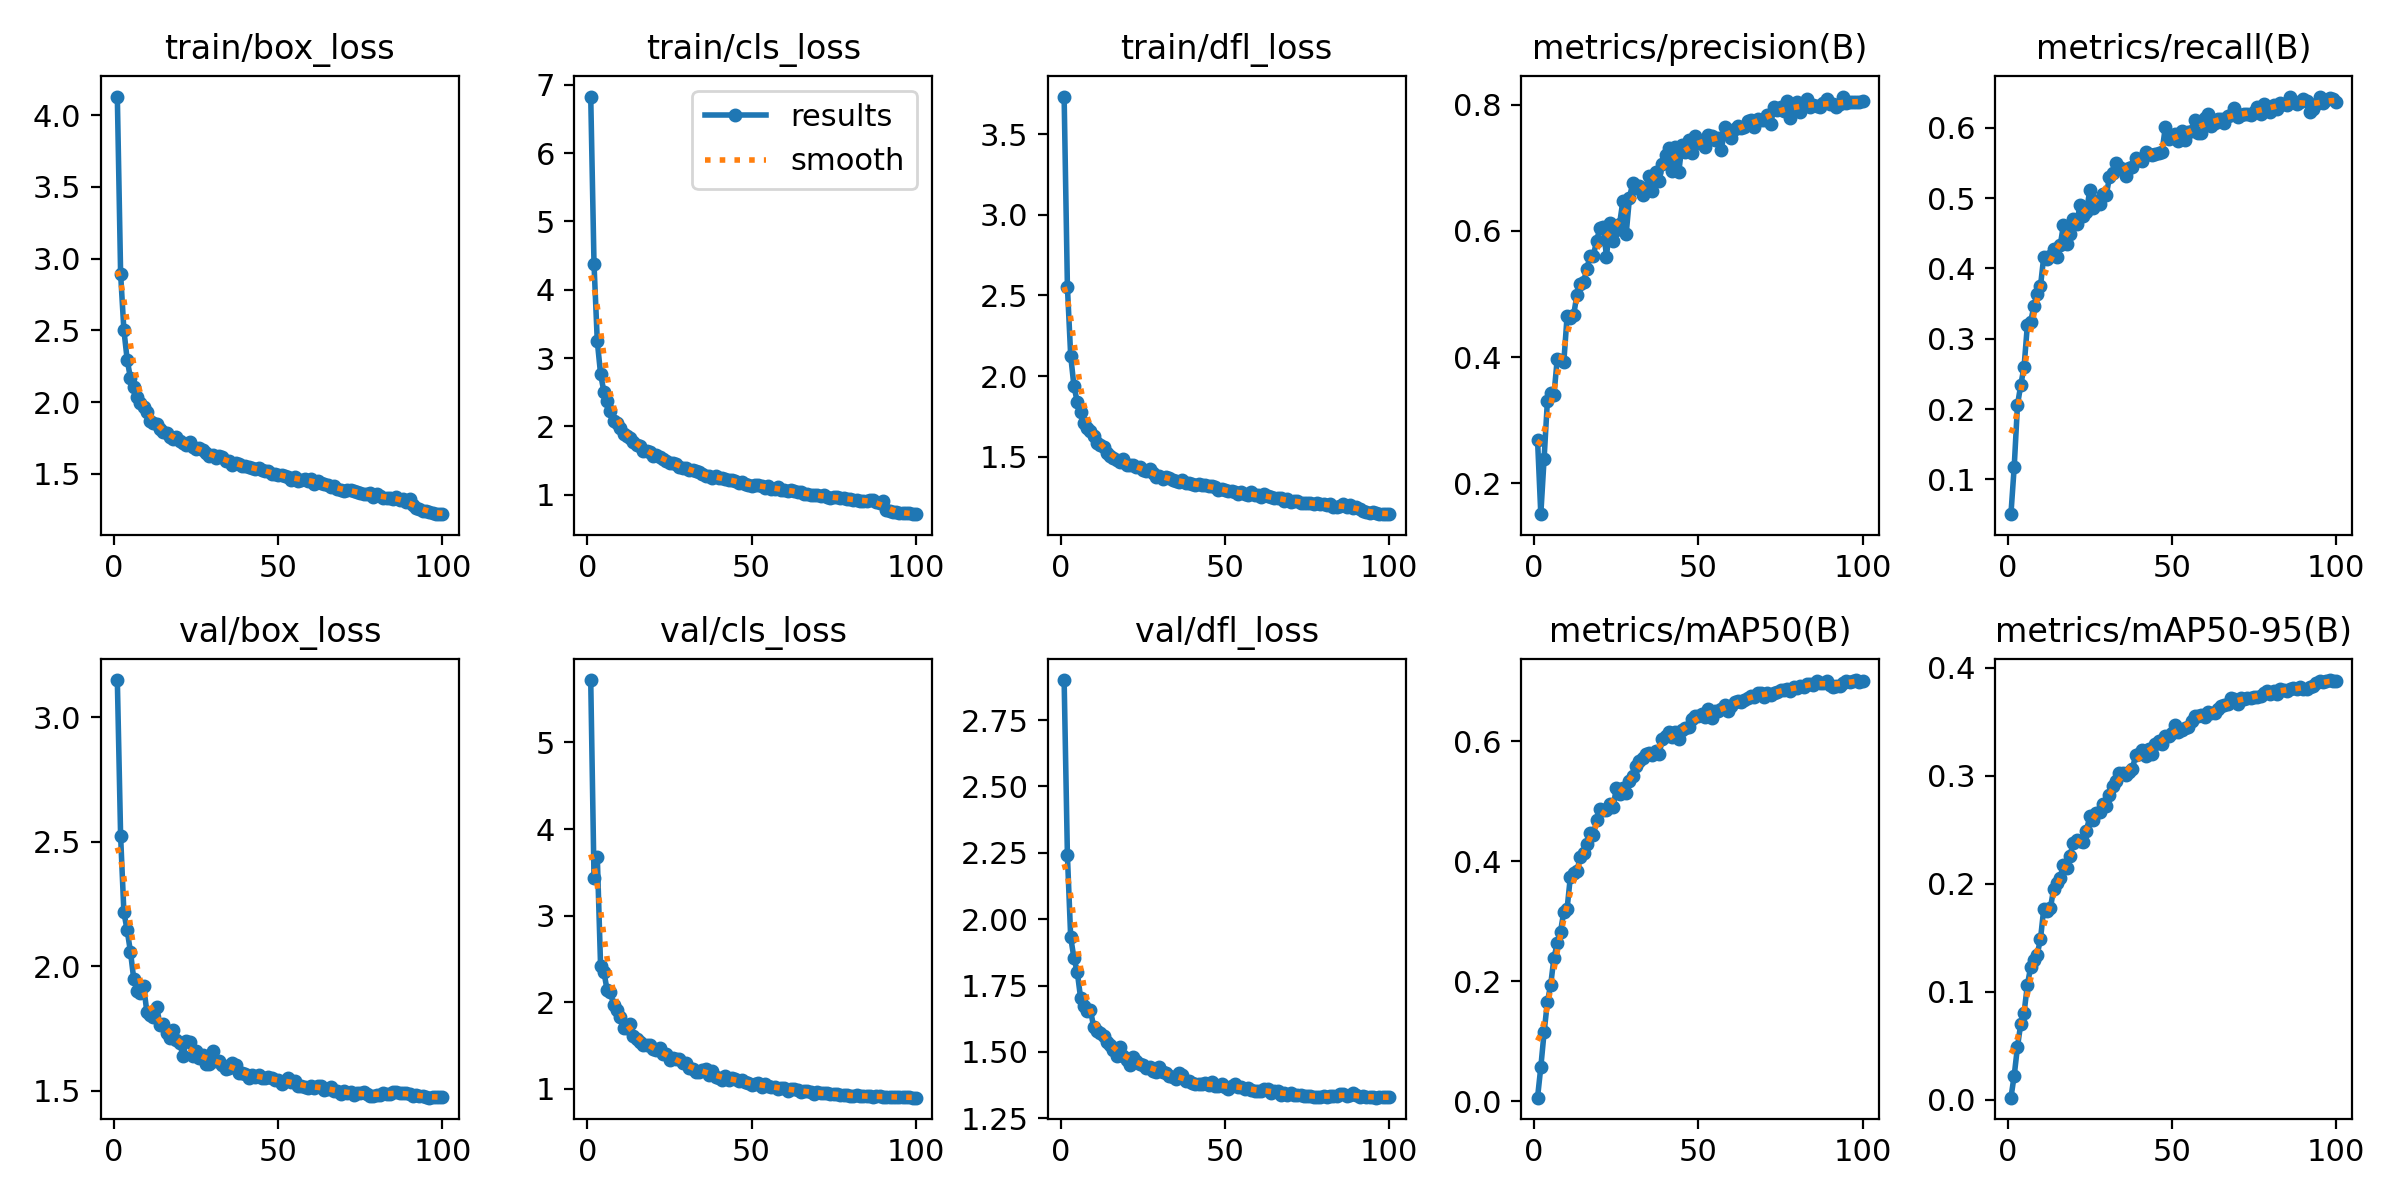 train/box_loss
4.0
3.5
3.0
2.5
2.0
1.5
0 50 100
train/cls_loss
7
6
5
4
3
2
1
results
smooth
0 50 100
train/dfl_loss
3.5
3.0
2.5
2.0
1.5
0 50 100
metrics/precision(B)
0.8
0.6
0.4
0.2
0 50 100
metrics/recall(B)
0.6
0.5
0.4
0.3
0.2
0.1
0 50 100
val/box_loss
3.0
2.5
2.0
1.5
0 50 100
val/cls_loss
5
4
3
2
1
0 50 100
val/dfl_loss
2.75
2.50
2.25
2.00
1.75
1.50
1.25
0 50 100
metrics/mAP50(B)
0.6
0.4
0.2
0.0
0 50 100
metrics/mAP50-95(B)
0.4
0.3
0.2
0.1
0.0
0 50 100